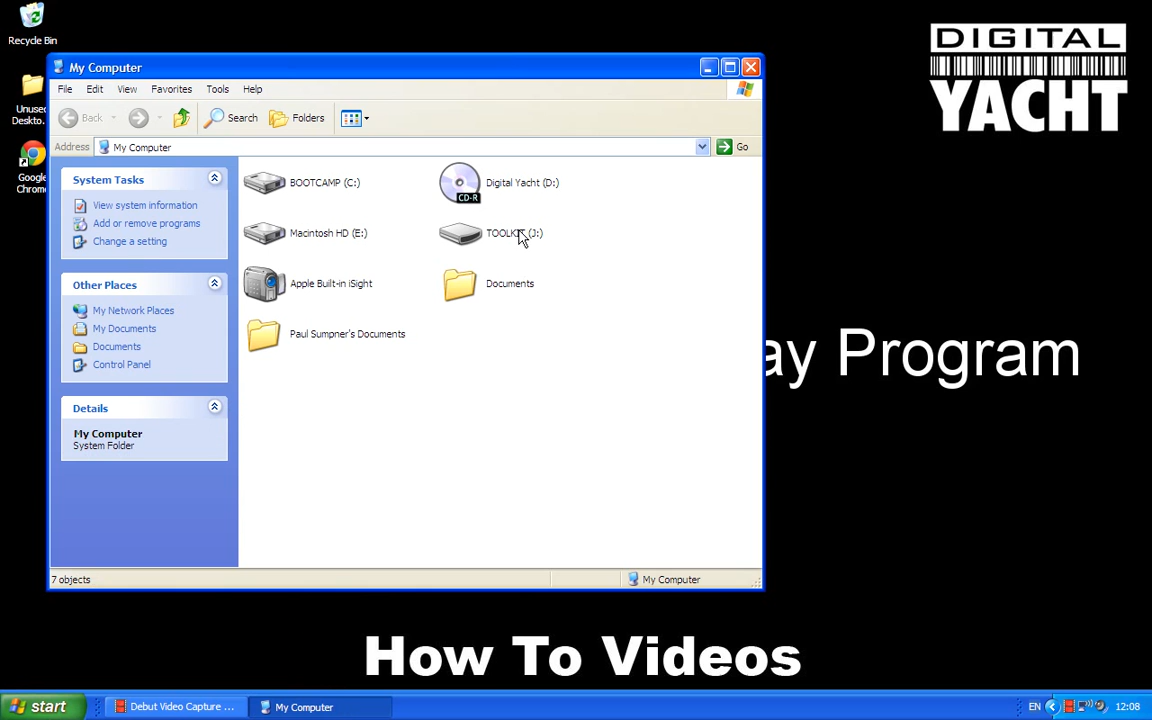 Recycle Bin
Unused
Deskto...
Google
Chrome
DIGITAL
YACHT
My Computer
File Edit View Favorites Tools Help
Back Search Folders
Address My Computer Go
System Tasks
View system information
Add or remove programs
Change a setting
Other Places
My Network Places
My Documents
Documents
Control Panel
Details
My Computer
System Folder
BOOTCAMP (C:)
Digital Yacht (D:)
CD-R
Macintosh HD (E:)
TOOLKIT (J:)
Apple Built-in iSight
Documents
Paul Sumpner's Documents
7 objects
My Computer
ay Program
How To Videos
start
Debut Video Capture ...
My Computer
EN
12:08